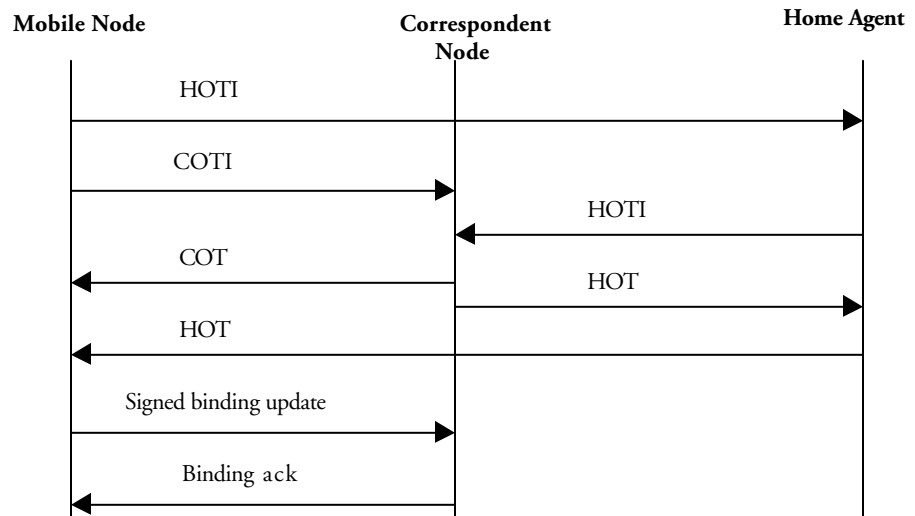 Mobile Node
Correspondent
Node
Home Agent
HOTI
COTI
HOTI
COT
HOT
HOT
Signed binding update
Binding ack